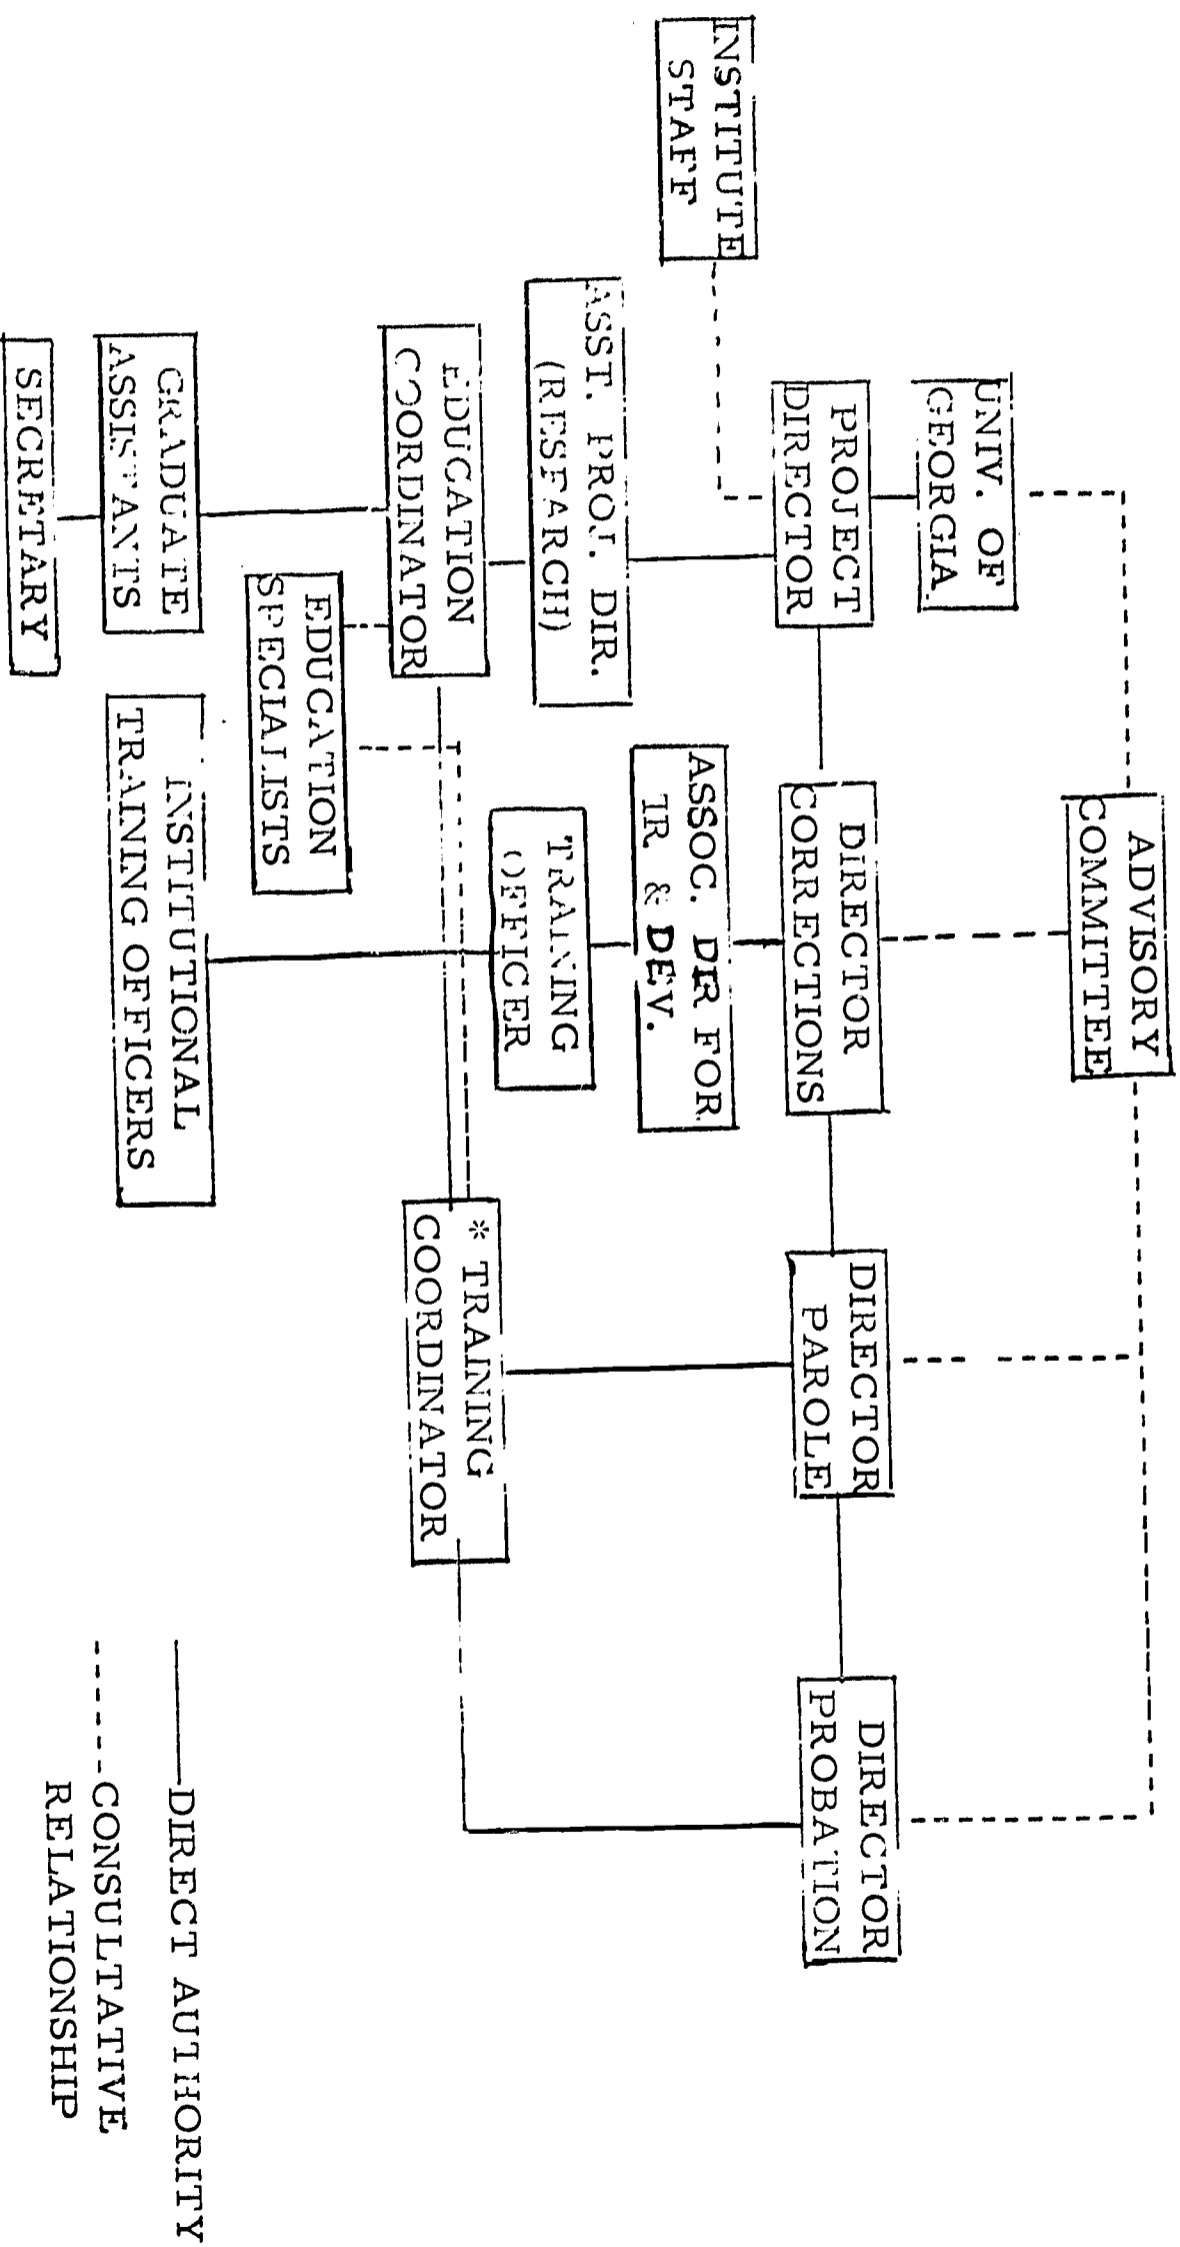 ADVISORY
COMMITTEE
UNIV. OF
GEORGIA
PROJECT
DIRECTOR
DIRECTOR
CORRECTIONS
DIRECTOR
PAROLE
DIRECTOR
PROBATION
INSTITUTE
STAFF
ASST. PROJ. DIR.
(RESEARCH)
ASSOC. DIR FOR
TR. & DEV.
EDUCATION
COORDINATOR
TRAINING
OFFICER
* TRAINING
COORDINATOR
EDUCATION
SPECIALISTS
GRADUATE
ASSISTANTS
INSTITUTIONAL
TRAINING OFFICERS
SECRETARY
DIRECT AUTHORITY
CONSULTATIVE
RELATIONSHIP